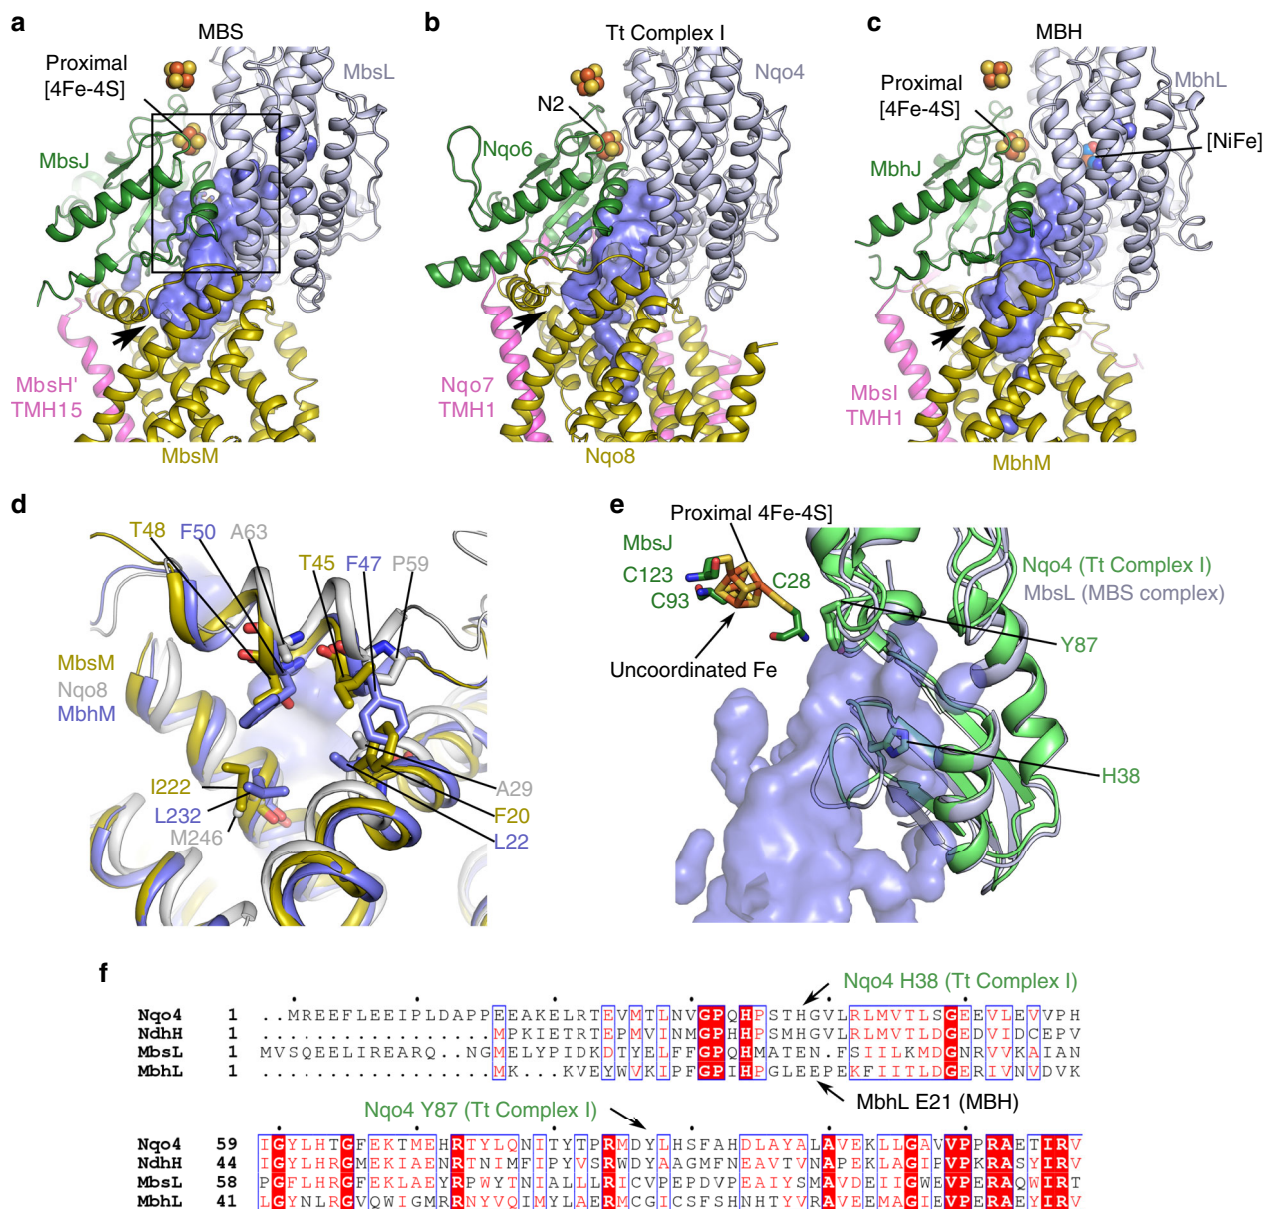 a
MBS
Proximal
[4Fe-4S]
MbsL
MbsJ
MbsH'
TMH15
MbsM
b
Tt Complex I
Nqo4
N2
Nqo6
Nqo7
TMH1
Nqo8
c
MBH
MbhL
Proximal
[4Fe-4S]
[NiFe]
MbhJ
MbsI
TMH1
MbhM
d
T48 F50 A63 T45 F47 P59
MbsM
Nqo8
MbhM
I222
L232
M246
A29
F20
L22
e
Proximal 4Fe-4S]
MbsJ
C123
C93
C28
Uncoordinated Fe
Nqo4 (Tt Complex I)
MbsL (MBS complex)
Y87
H38
f
Nqo4 H38 (Tt Complex I)
Nqo4 1 ..MREEFLEEIPLDAPPEEAKELRTEVMTLNVGPQHPSTHGVLRLMVTLSGEEVLEVVPH
NdhH 1 ...................MPKIETRTEPMVINMGPHHPSMHGVLRLMVTLDGEDVIDCEPV
MbsL 1 MVSQEELIREARQ..NGMELYPIDKDTYELFFGPQHMATEN.FSIILKMDGNRVVKAIAN
MbhL 1 ...................MK...KVEYWVKIPFGPIHPGLEEPEKFIITLDGERIVNVDVK
MbhL E21 (MBH)
Nqo4 Y87 (Tt Complex I)
Nqo4 59 IGYLHTGFEKTMEHRTYLQNITYTPRMDYLHSFAHDLAYALAVEKLLGAVVPPRAETIRV
NdhH 44 IGYLHRGMEKIAENRTNIMFIPYVSRWDYAAGMFNEAVTVNAPEKLAGIPVPKRASYIRV
MbsL 58 PGFLHRGFEKLAEYRPWYTNIALLLRICVPEPDVPEAIYSMAVDEIIGWEVPERAQWIRT
MbhL 41 LGYNLRGVQWIGMRRNYVQIMYLAERMCGICSFSHNHTYVRAVEEMAGIEVPERAEYIRV